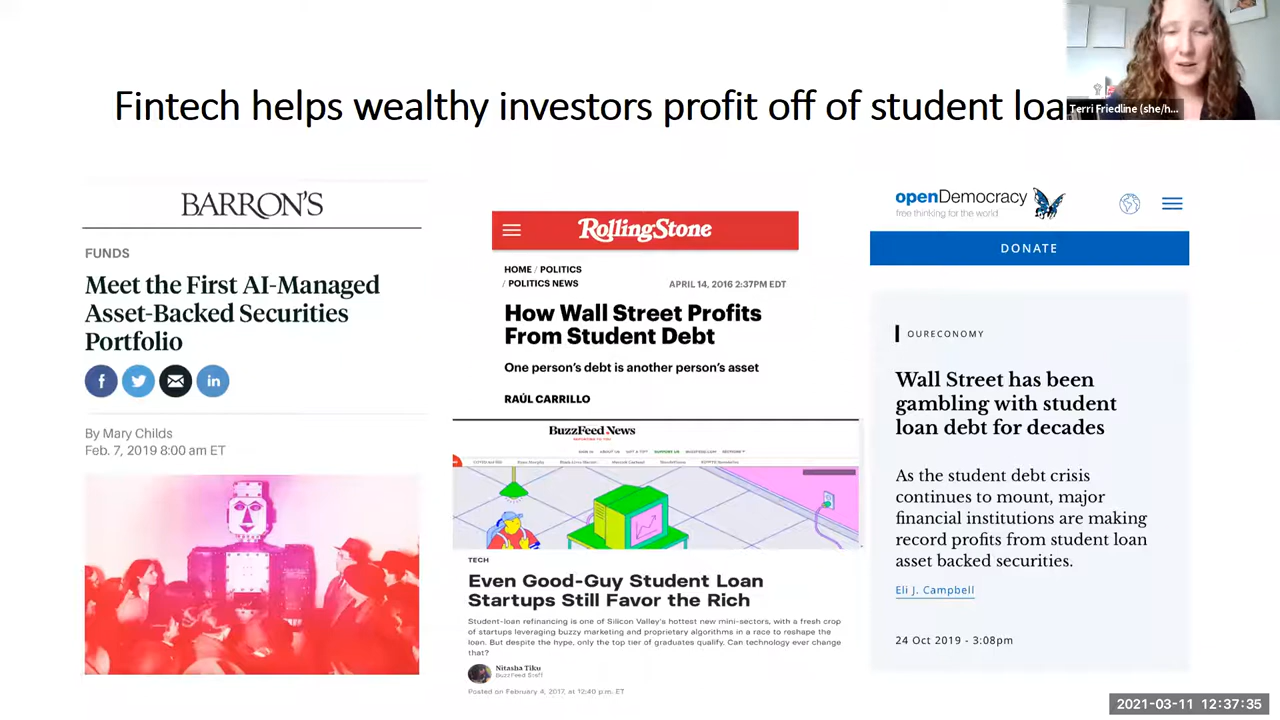 Fintech helps wealthy investors profit off of student loa
Terri Friedline (she/h...
BARRON'S
FUNDS
Meet the First AI-Managed
Asset-Backed Securities
Portfolio
By Mary Childs
Feb. 7, 2019 8:00 am ET
RollingStone
HOME / POLITICS
/ POLITICS NEWS
APRIL 14, 2016 2:37PM EDT
How Wall Street Profits
From Student Debt
One person's debt is another person's asset
RAÚL CARRILLO
BuzzFeed News
REPORTING TO YOU
TECH
Even Good-Guy Student Loan
Startups Still Favor the Rich
Student-loan refinancing is one of Silicon Valley's hottest new mini-sectors, with a fresh crop
of startups leveraging buzzy marketing and proprietary algorithms in a race to reshape the
loan. But despite the hype, only the top tier of graduates qualify. Can technology ever change
that?
Nitasha Tiku
BuzzFeed Staff
Posted on February 4, 2017, at 12:40 p.m. ET
openDemocracy
free thinking for the world
DONATE
OURECONOMY
Wall Street has been
gambling with student
loan debt for decades
As the student debt crisis
continues to mount, major
financial institutions are making
record profits from student loan
asset backed securities.
Eli J. Campbell
24 Oct 2019 - 3:08pm
2021-03-11 12:37:35